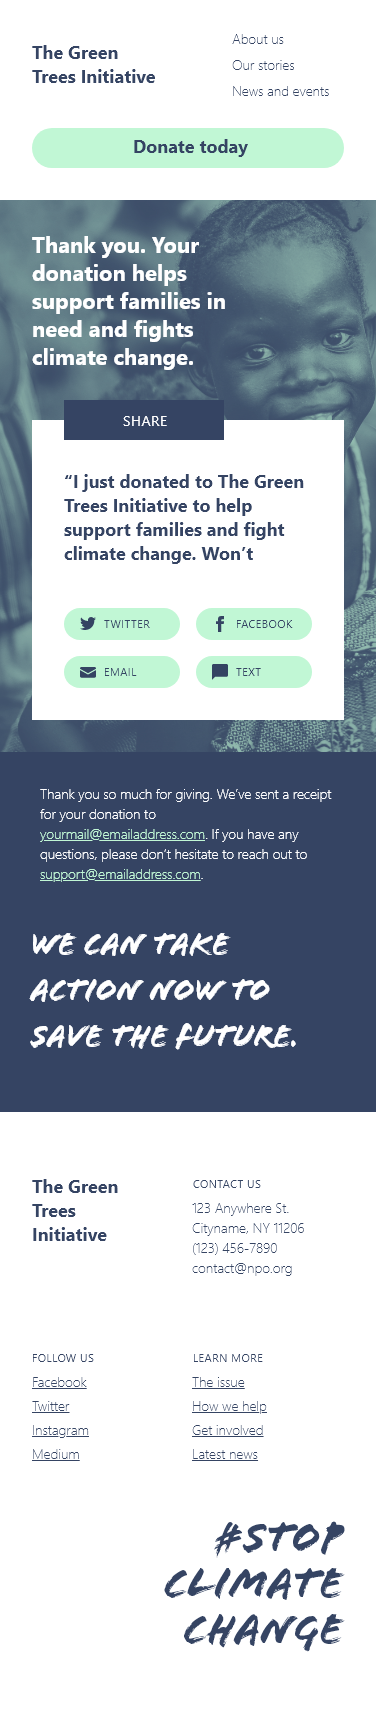 The Green
Trees Initiative
About us
Our stories
News and events
Donate today
Thank you. Your
donation helps
support families in
need and fights
climate change.
SHARE
“I just donated to The Green
Trees Initiative to help
support families and fight
climate change. Won’t
TWITTER
FACEBOOK
EMAIL
TEXT
Thank you so much for giving. We’ve sent a receipt
for your donation to
yourmail@emailaddress.com. If you have any
questions, please don’t hesitate to reach out to
support@emailaddress.com.
WE CAN TAKE
ACTION NOW TO
SAVE THE FUTURE.
The Green
Trees
Initiative
CONTACT US
123 Anywhere St.
Cityname, NY 11206
(123) 456-7890
contact@npo.org
FOLLOW US
Facebook
Twitter
Instagram
Medium
LEARN MORE
The issue
How we help
Get involved
Latest news
#STOP
CLIMATE
CHANGE